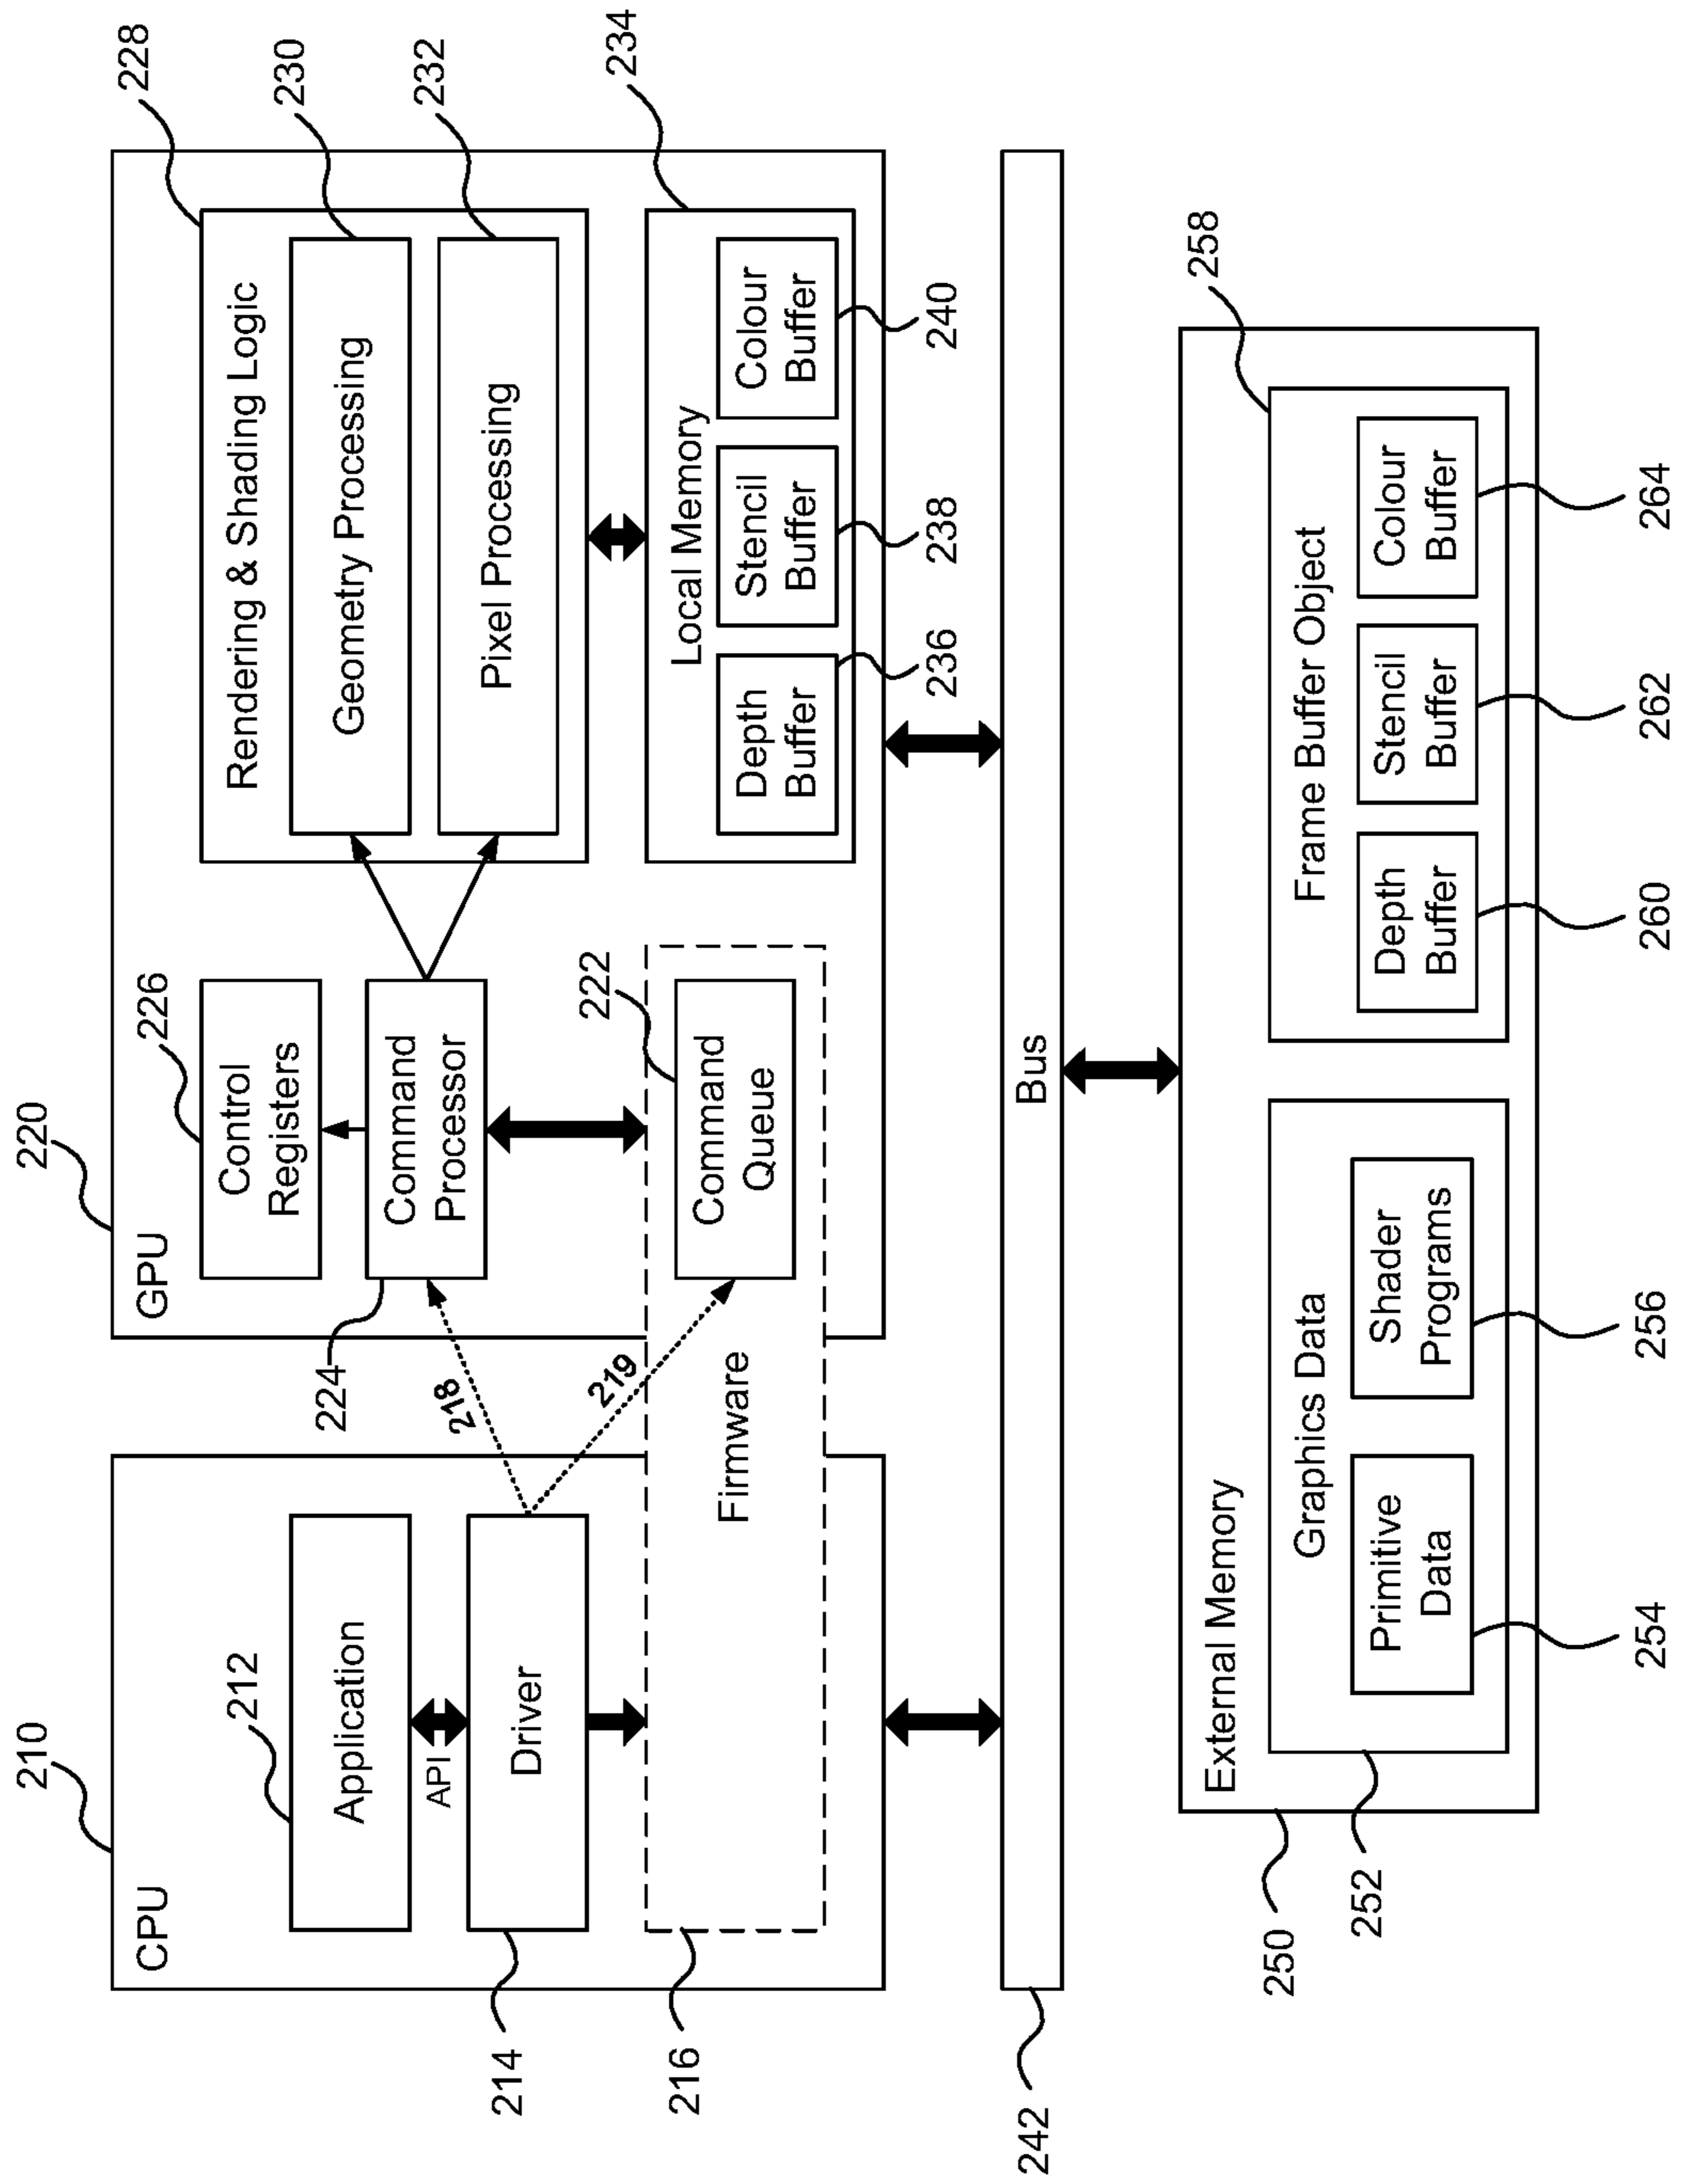 210
220
CPU
212
Application
API
Driver
214
Firmware
216
218
219
GPU
226
Control
Registers
224
Command
Processor
222
Command
Queue
228
Rendering & Shading Logic
230
Geometry Processing
232
Pixel Processing
234
Local Memory
Depth
Buffer
236
Stencil
Buffer
238
Colour
Buffer
240
Bus
242
External Memory
250
Graphics Data
252
Primitive
Data
254
Shader
Programs
256
258
Frame Buffer Object
Depth
Buffer
260
Stencil
Buffer
262
Colour
Buffer
264